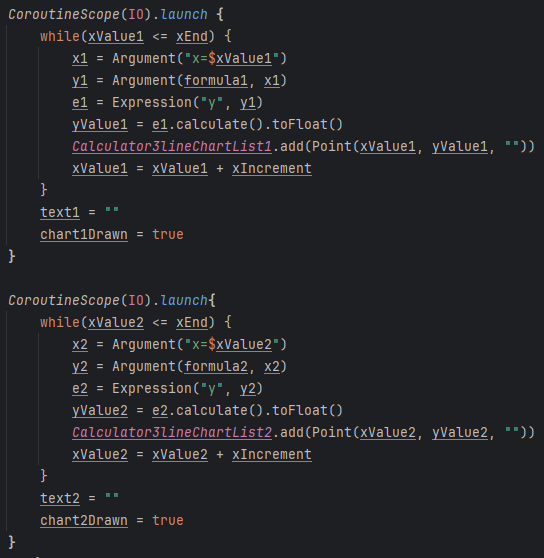 CoroutineScope(IO).launch {
    while(xValue1 <= xEnd) {
        x1 = Argument("x=$xValue1")
        y1 = Argument(formula1, x1)
        e1 = Expression("y", y1)
        yValue1 = e1.calculate().toFloat()
        Calculator3lineChartList1.add(Point(xValue1, yValue1, ""))
        xValue1 = xValue1 + xIncrement
    }
    text1 = ""
    chart1Drawn = true
}

CoroutineScope(IO).launch{
    while(xValue2 <= xEnd) {
        x2 = Argument("x=$xValue2")
        y2 = Argument(formula2, x2)
        e2 = Expression("y", y2)
        yValue2 = e2.calculate().toFloat()
        Calculator3lineChartList2.add(Point(xValue2, yValue2, ""))
        xValue2 = xValue2 + xIncrement
    }
    text2 = ""
    chart2Drawn = true
}